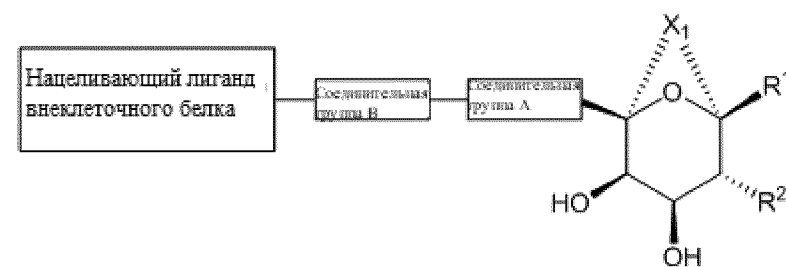 Нацеливающий лиганд
внеклеточного белка
Соединительная
группа B
Соединительная
группа A
X1
O
R1
R2
HO
OH